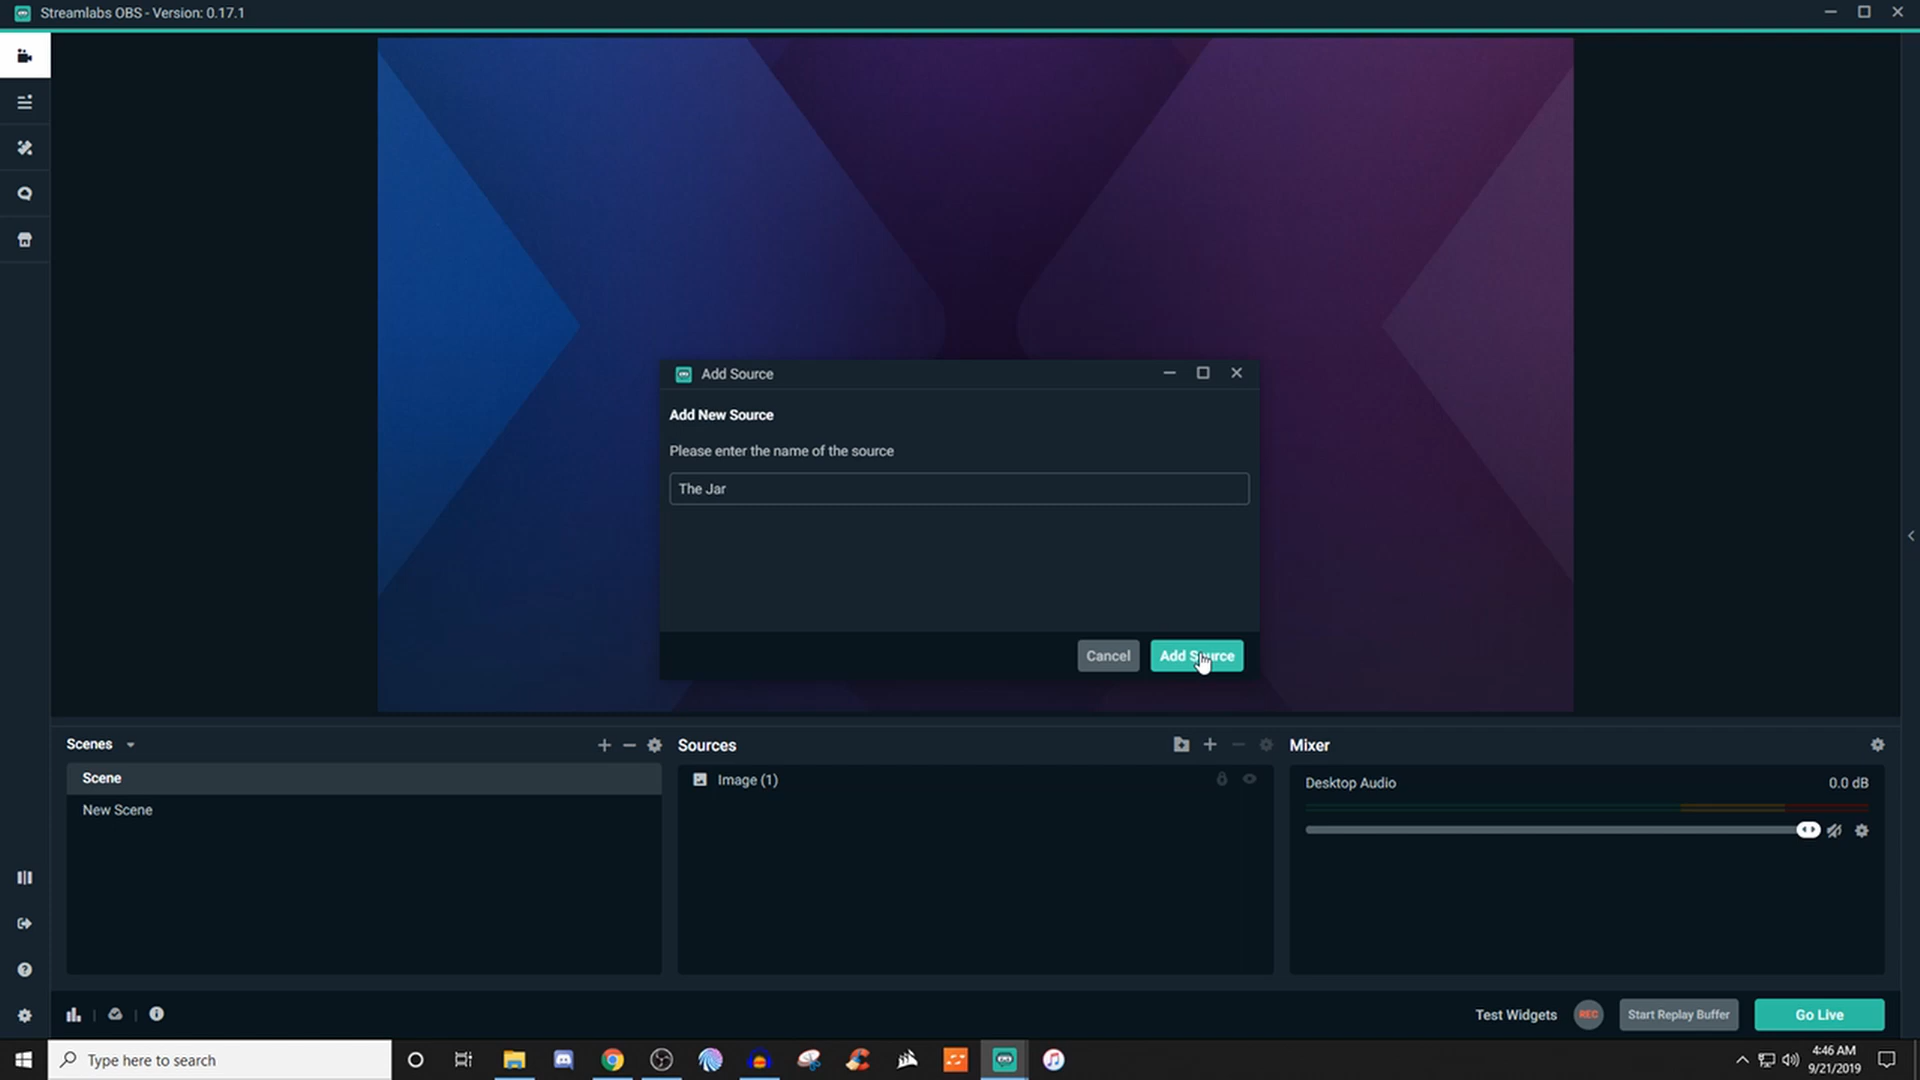 Streamlabs OBS - Version: 0.17.1
Add Source
Add New Source
Please enter the name of the source
The Jar
Cancel
Add Source
Scenes
Scene
New Scene
Sources
Image (1)
Mixer
Desktop Audio
0.0 dB
Test Widgets
REC
Start Replay Buffer
Go Live
Type here to search
4:46 AM
9/21/2019